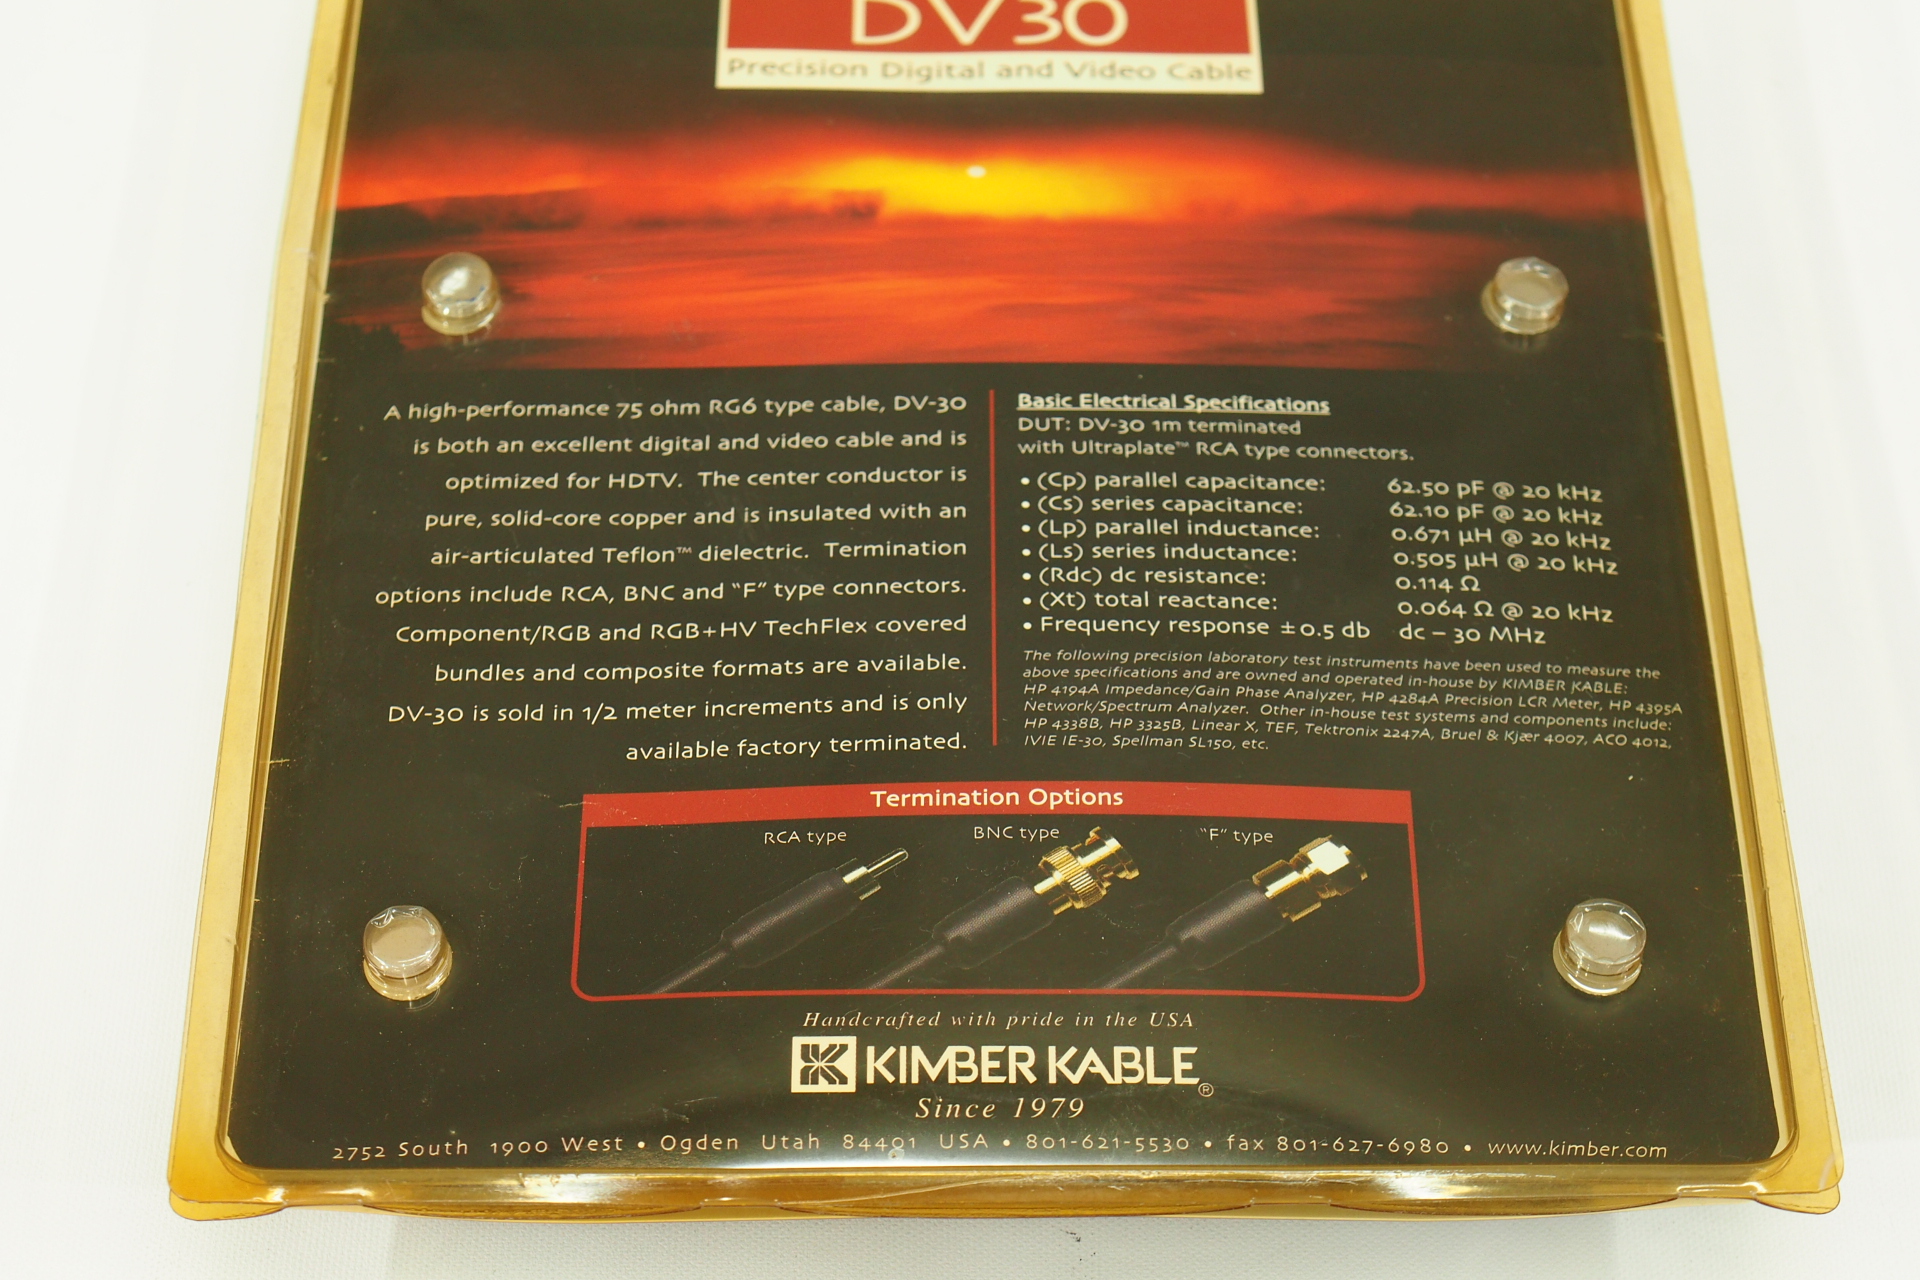 DV30
Precision Digital and Video Cable
A high-performance 75 ohm RG6 type cable, DV-30
is both an excellent digital and video cable and is
optimized for HDTV. The center conductor is
pure, solid-core copper and is insulated with an
air-articulated Teflon™ dielectric. Termination
options include RCA, BNC and "F" type connectors.
Component/RGB and RGB+HV TechFlex covered
bundles and composite formats are available.
DV-30 is sold in 1/2 meter increments and is only
available factory terminated.
Basic Electrical Specifications
DUT: DV-30 1m terminated
with Ultraplate™ RCA type connectors.
• (Cp) parallel capacitance: 62.50 pF @ 20 kHz
• (Cs) series capacitance: 62.10 pF @ 20 kHz
• (Lp) parallel inductance: 0.671 µH @ 20 kHz
• (Ls) series inductance: 0.505 µH @ 20 kHz
• (Rdc) dc resistance: 0.114 Ω
• (Xt) total reactance: 0.064 Ω @ 20 kHz
• Frequency response ±0.5 db dc – 30 MHz
The following precision laboratory test instruments have been used to measure the
above specifications and are owned and operated in-house by KIMBER KABLE:
HP 4194A Impedance/Gain Phase Analyzer, HP 4284A Precision LCR Meter, HP 4395A
Network/Spectrum Analyzer. Other in-house test systems and components include:
HP 4338B, HP 3325B, Linear X, TEF, Tektronix 2247A, Bruel & Kjær 4007, ACO 4012,
IVIE IE-30, Spellman SL150, etc.
Termination Options
RCA type BNC type "F" type
Handcrafted with pride in the USA
KIMBER KABLE®
Since 1979
2752 South 1900 West • Ogden Utah 84401 USA • 801-621-5530 • fax 801-627-6980 • www.kimber.com